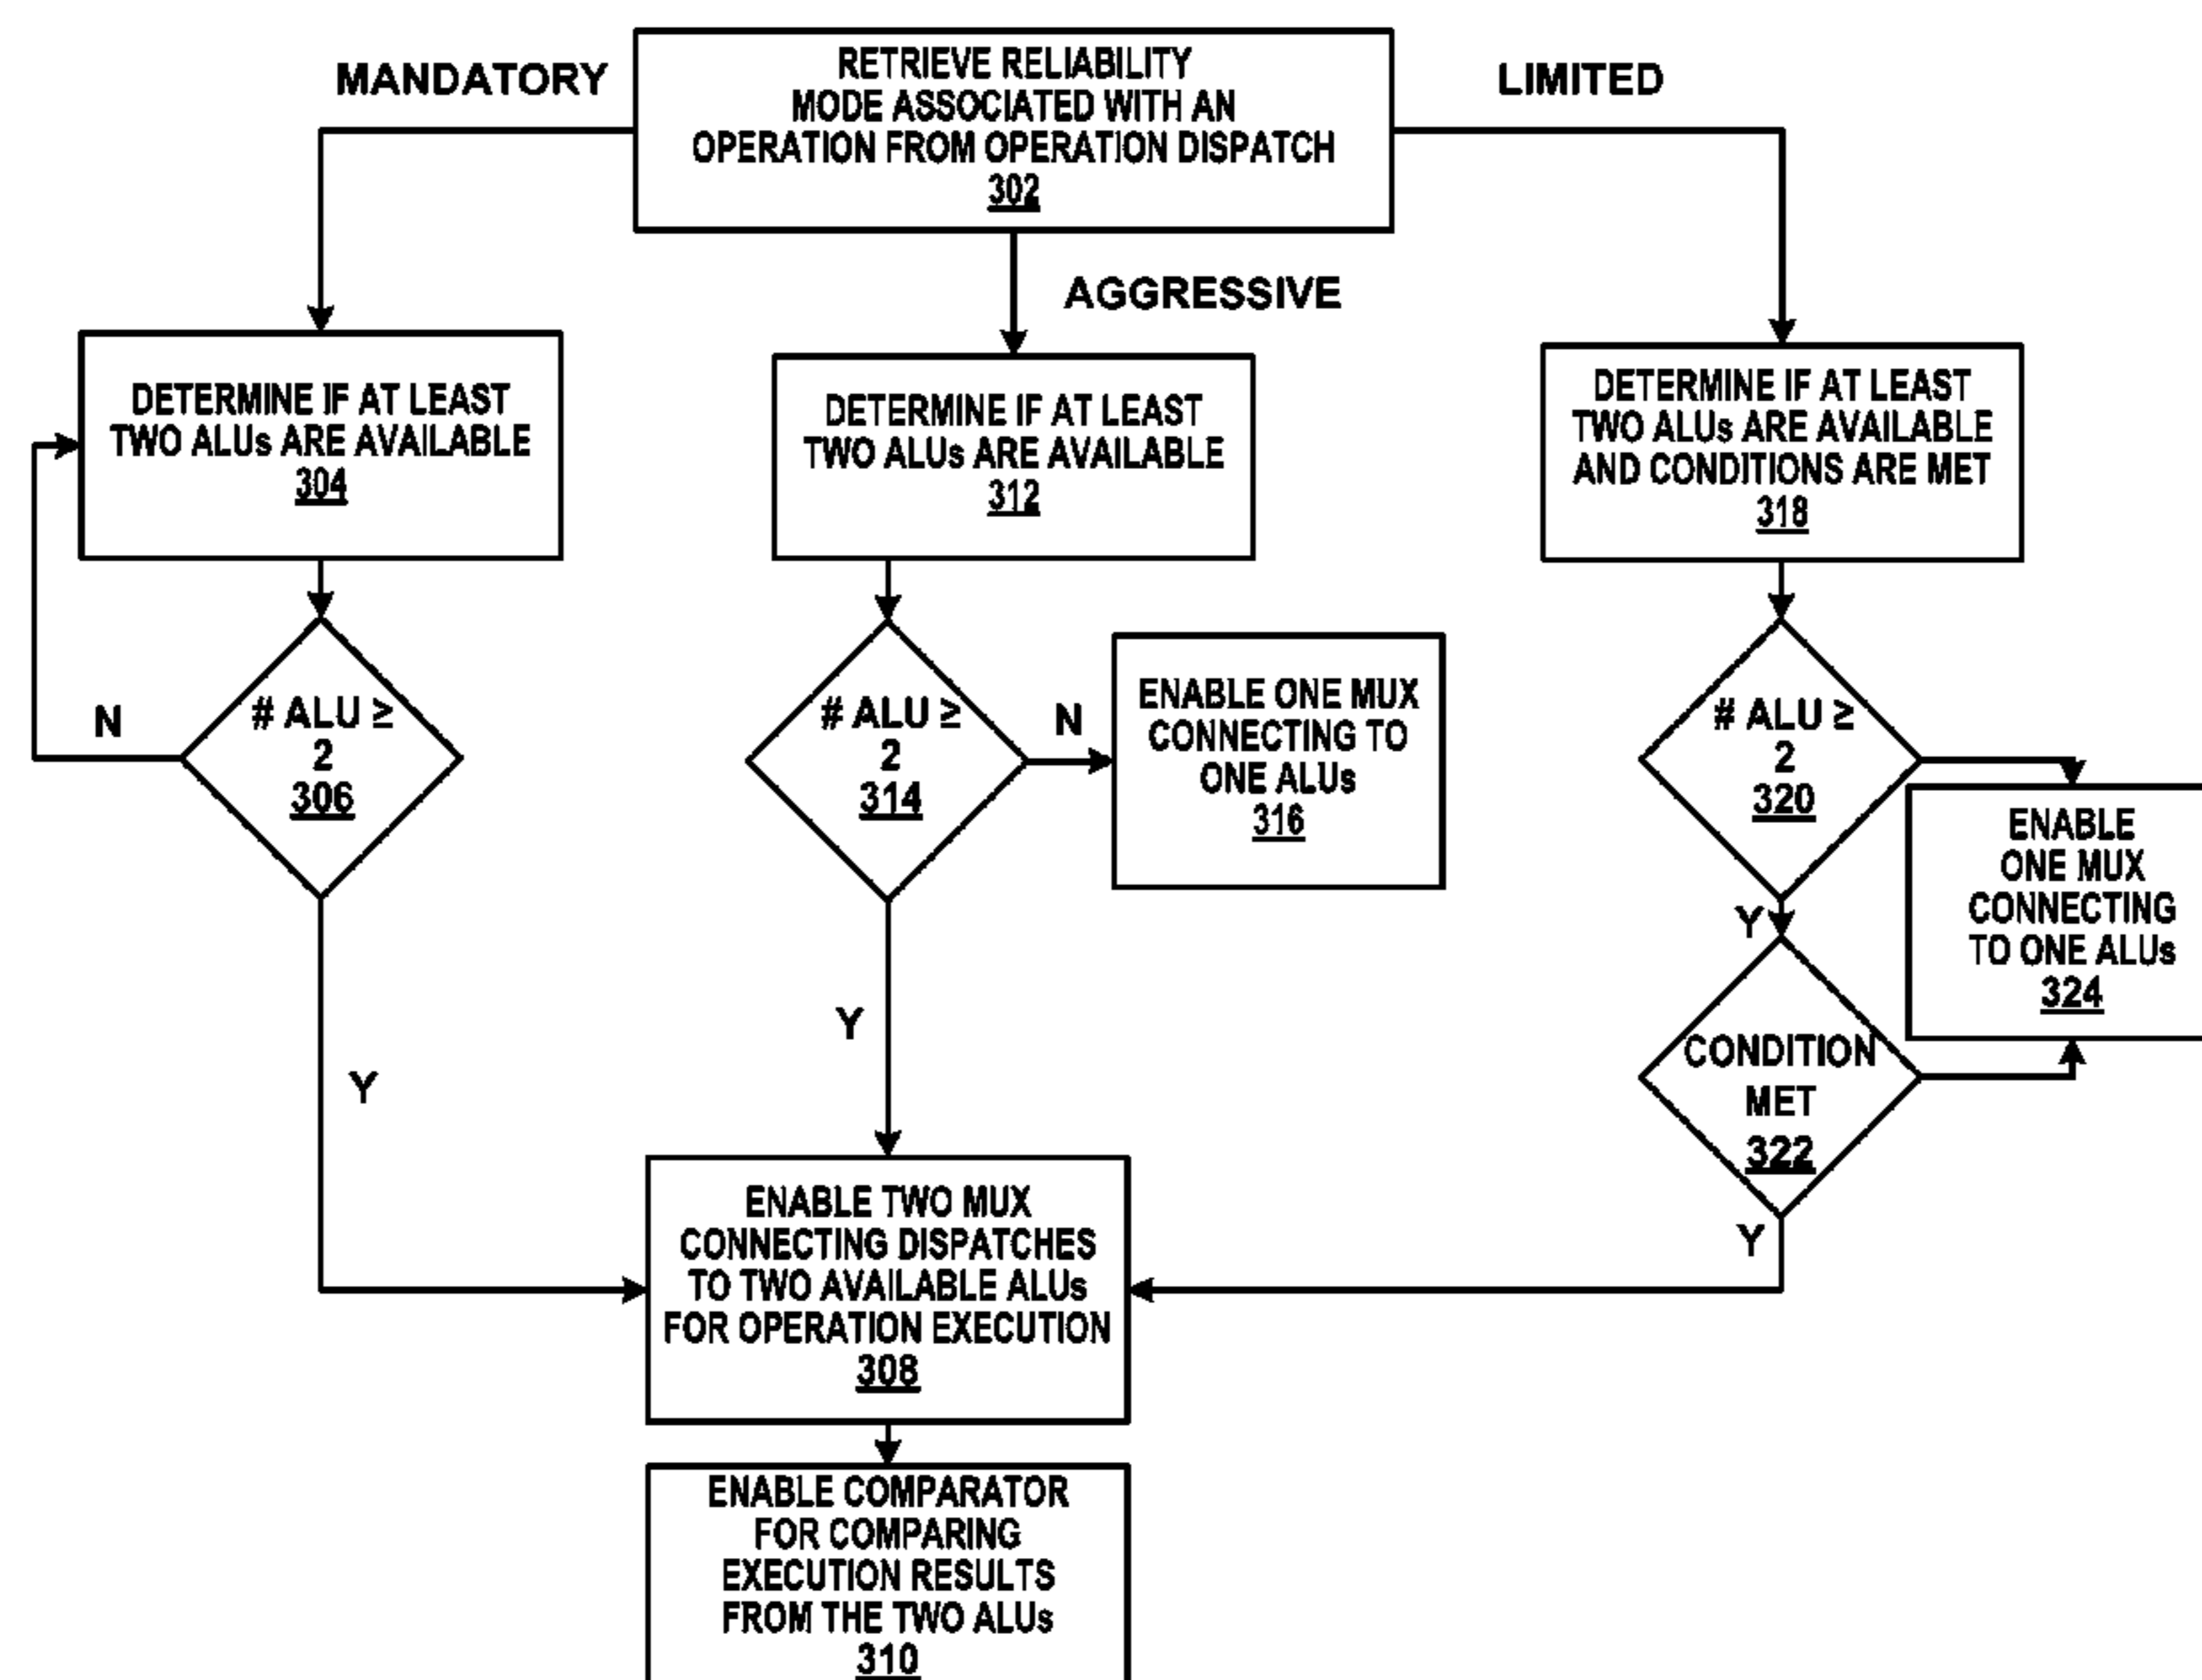 RETRIEVE RELIABILITY
MODE ASSOCIATED WITH AN
OPERATION FROM OPERATION DISPATCH
302
MANDATORY
LIMITED
AGGRESSIVE
DETERMINE IF AT LEAST
TWO ALUs ARE AVAILABLE
304
DETERMINE IF AT LEAST
TWO ALUs ARE AVAILABLE
312
DETERMINE IF AT LEAST
TWO ALUs ARE AVAILABLE
AND CONDITIONS ARE MET
318
N
# ALU ≥
2
306
# ALU ≥
2
314
N
ENABLE ONE MUX
CONNECTING TO
ONE ALUs
316
# ALU ≥
2
320
ENABLE
ONE MUX
CONNECTING
TO ONE ALUs
324
Y
CONDITION
MET
322
Y
Y
Y
ENABLE TWO MUX
CONNECTING DISPATCHES
TO TWO AVAILABLE ALUs
FOR OPERATION EXECUTION
308
ENABLE COMPARATOR
FOR COMPARING
EXECUTION RESULTS
FROM THE TWO ALUs
310